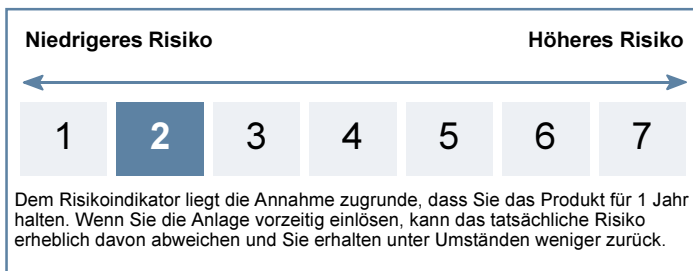 Niedrigeres Risiko Höheres Risiko
1 2 3 4 5 6 7
Dem Risikoindikator liegt die Annahme zugrunde, dass Sie das Produkt für 1 Jahr
halten. Wenn Sie die Anlage vorzeitig einlösen, kann das tatsächliche Risiko
erheblich davon abweichen und Sie erhalten unter Umständen weniger zurück.